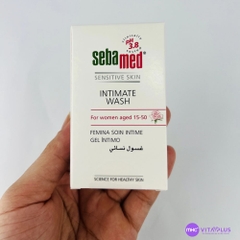 pH
3.8
sebamed
SENSITIVE SKIN
INTIMATE
WASH
For women aged 15-50
FEMINA SOIN INTIME
GEL ÍNTIMO
غسول نسائي
SCIENCE FOR HEALTHY SKIN
VITAPLUS